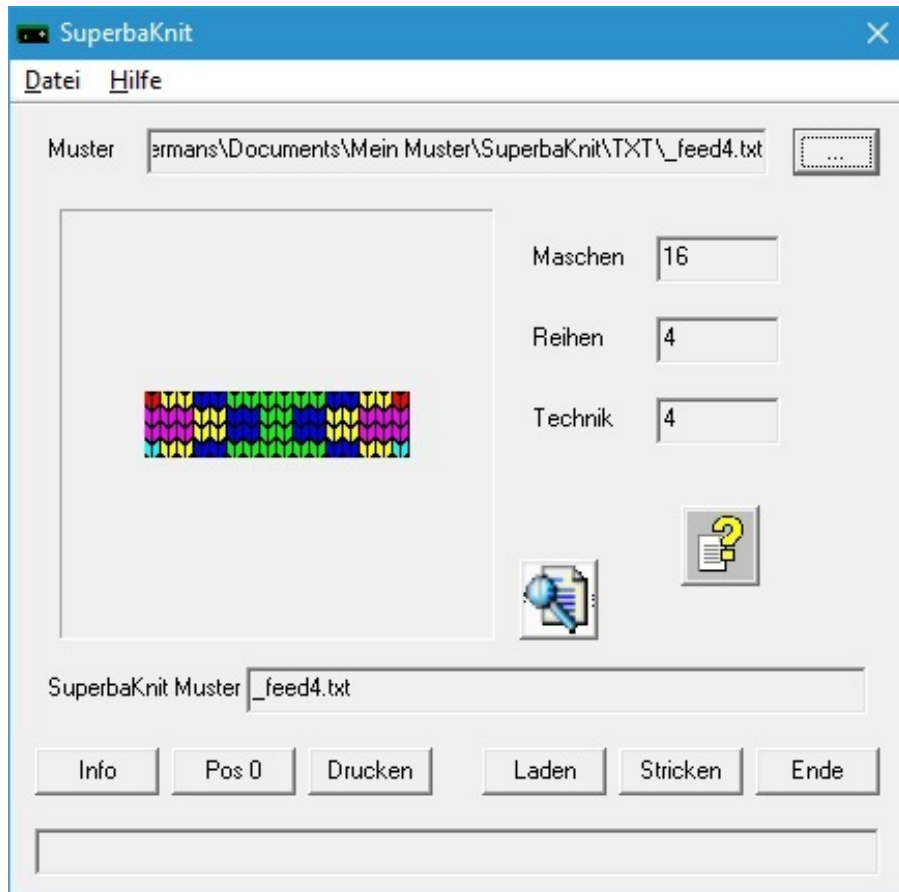 SuperbaKnit
Datei Hilfe
Muster ermans\Documents\Mein Muster\SuperbaKnit\TXT\_feed4.txt ...
Maschen 16
Reihen 4
Technik 4
SuperbaKnit Muster _feed4.txt
Info Pos 0 Drucken Laden Stricken Ende